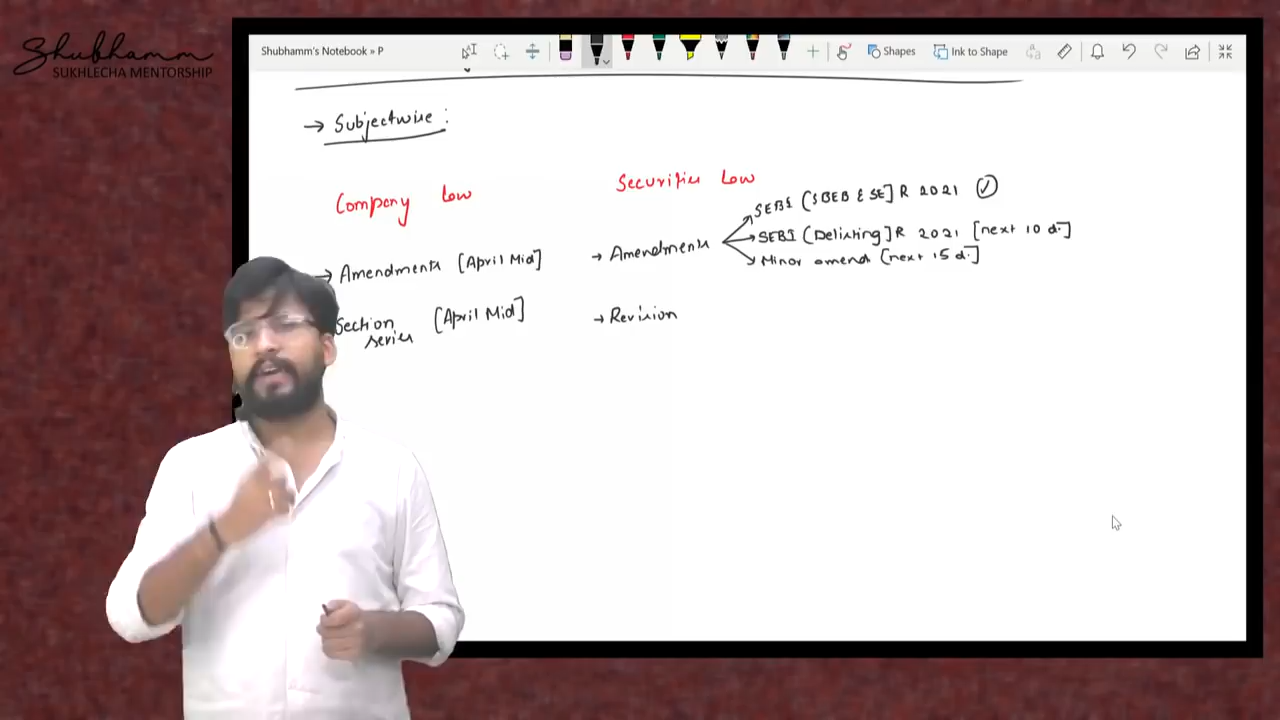 Shubhamm
SUKHLECHA MENTORSHIP
Shubhamm's Notebook » P
Shapes
Ink to Shape
→ Subjectwise :
Company Law
Securities Law
→ Amendments [April Mid]
Section series [April Mid]
→ Amendments
SEBI [SBEB & SE] R 2021
SEBI (Delisting] R 2021 [next 10 d.]
Minor amend [next 15 d.]
→ Revision